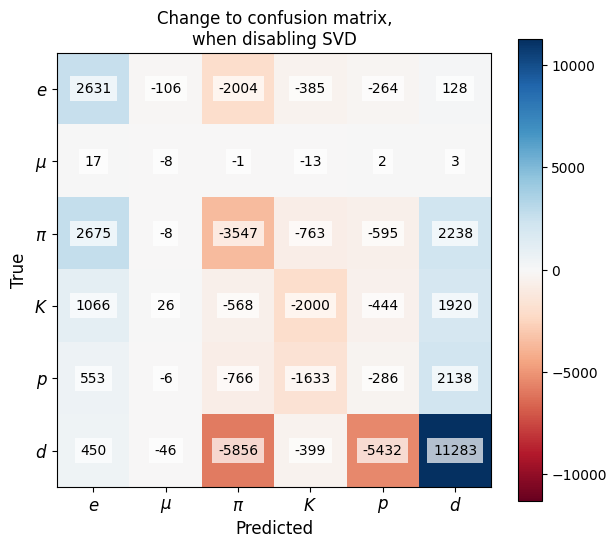 Change to confusion matrix,
when disabling SVD
e 2631 -106 -2004 -385 -264 128
μ 17 -8 -1 -13 2 3
π 2675 -8 -3547 -763 -595 2238
K 1066 26 -568 -2000 -444 1920
p 553 -6 -766 -1633 -286 2138
d 450 -46 -5856 -399 -5432 11283
e μ π K p d
Predicted
True
10000
5000
0
−5000
−10000